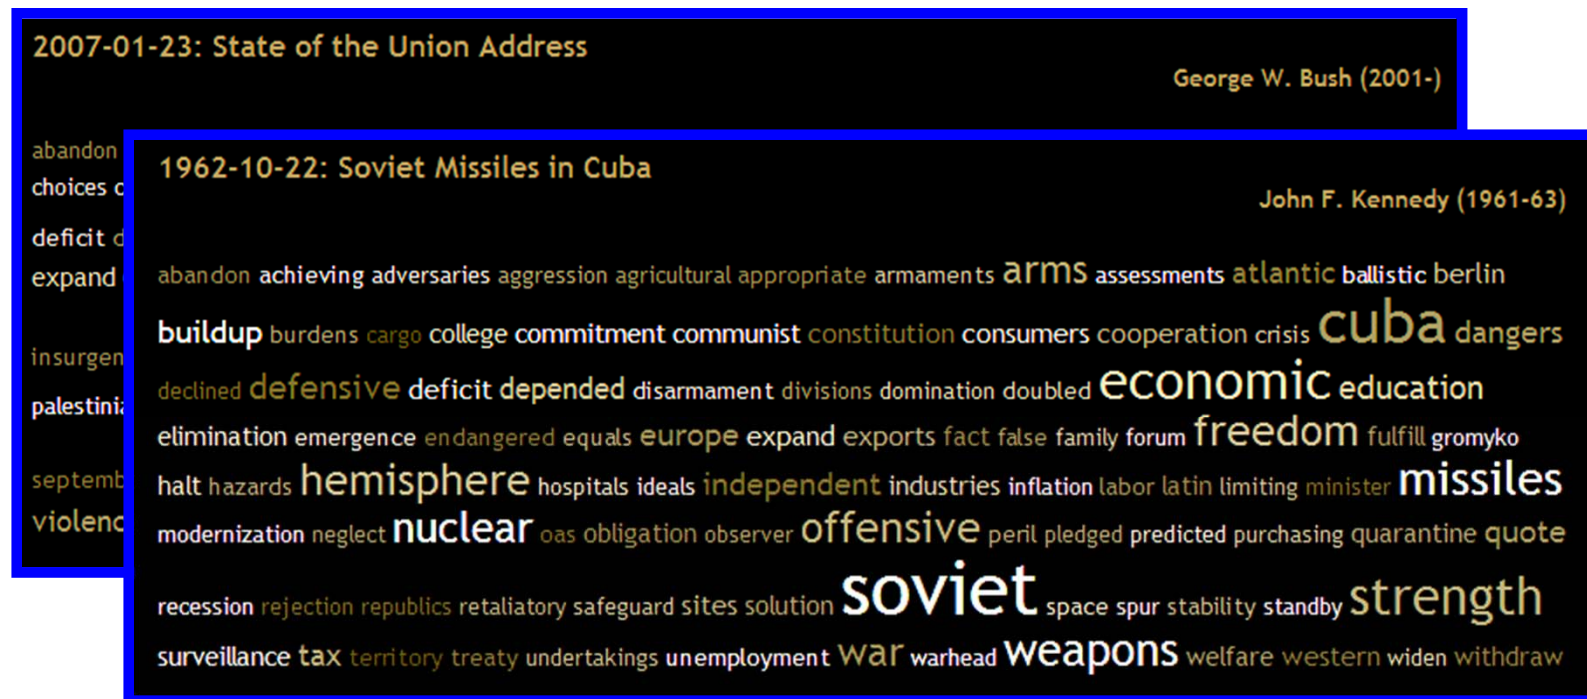 2007-01-23: State of the Union Address
George W. Bush (2001-)
abandon
choices
deficit
expand
1962-10-22: Soviet Missiles in Cuba
John F. Kennedy (1961-63)
abandon achieving adversaries aggression agricultural appropriate armaments arms assessments atlantic ballistic berlin
buildup burdens cargo college commitment communist constitution consumers cooperation crisis cuba dangers
declined defensive deficit depended disarmament divisions domination doubled economic education
elimination emergence endangered equals europe expand exports fact false family forum freedom fulfill gromyko
halt hazards hemisphere hospitals ideals independent industries inflation labor latin limiting minister missiles
modernization neglect nuclear oas obligation observer offensive peril pledged predicted purchasing quarantine quote
recession rejection republics retaliatory safeguard sites solution soviet space spur stability standby strength
surveillance tax territory treaty undertakings unemployment war warhead weapons welfare western widen withdraw